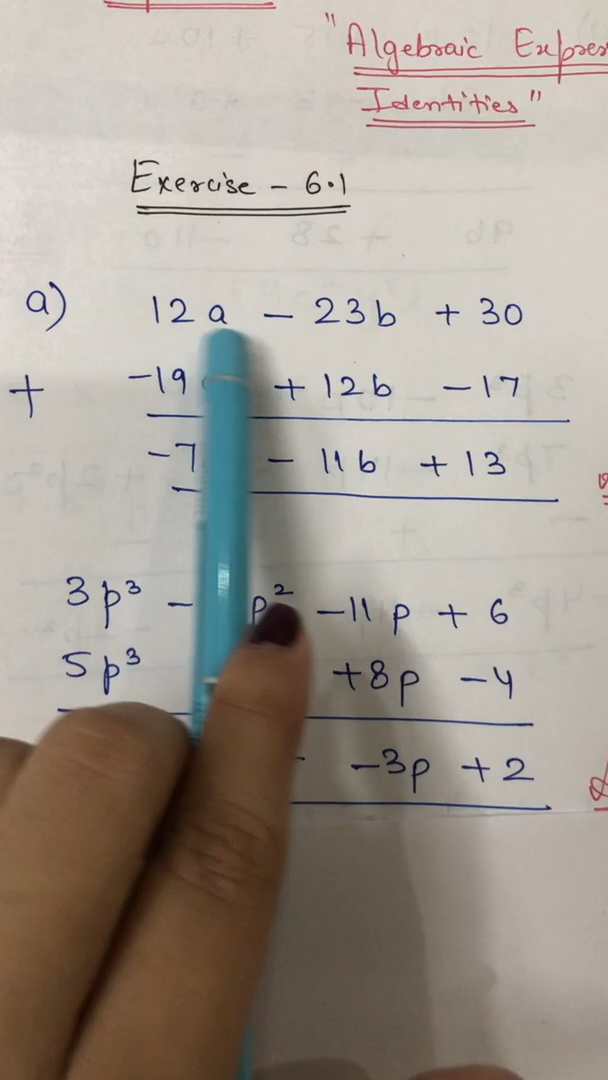 "Algebraic
Identities"
Exercise - 6.1
a) 12a - 23b + 30
+ -19 + 12b - 17
-7 - 11b + 13
3p³ - p² - 11p + 6
5p³ + 8p - 4
- 3p + 2